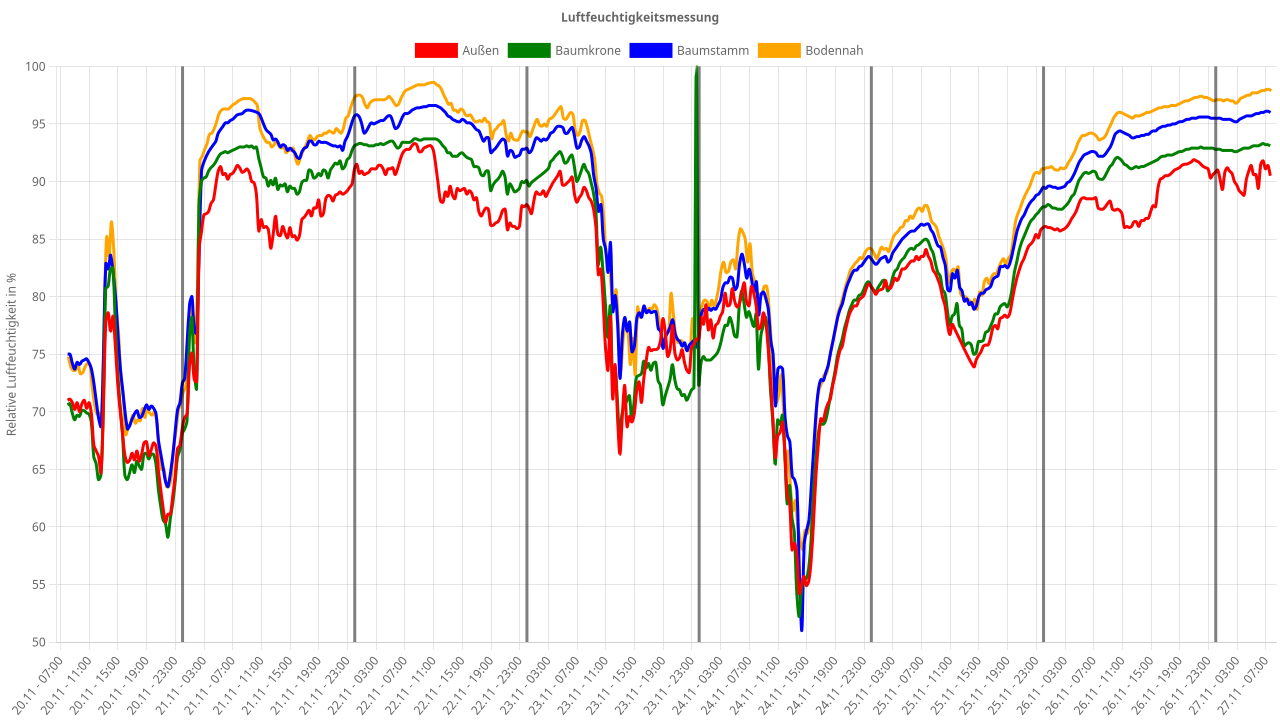 Luftfeuchtigkeitsmessung
Außen Baumkrone Baumstamm Bodennah
Relative Luftfeuchtigkeit in %
100
95
90
85
80
75
70
65
60
55
50
20.11 - 07:00
20.11 - 11:00
20.11 - 15:00
20.11 - 19:00
20.11 - 23:00
21.11 - 03:00
21.11 - 07:00
21.11 - 11:00
21.11 - 15:00
21.11 - 19:00
21.11 - 23:00
22.11 - 03:00
22.11 - 07:00
22.11 - 11:00
22.11 - 15:00
22.11 - 19:00
22.11 - 23:00
23.11 - 03:00
23.11 - 07:00
23.11 - 11:00
23.11 - 15:00
23.11 - 19:00
23.11 - 23:00
24.11 - 03:00
24.11 - 07:00
24.11 - 11:00
24.11 - 15:00
24.11 - 19:00
24.11 - 23:00
25.11 - 03:00
25.11 - 07:00
25.11 - 11:00
25.11 - 15:00
25.11 - 19:00
25.11 - 23:00
26.11 - 03:00
26.11 - 07:00
26.11 - 11:00
26.11 - 15:00
26.11 - 19:00
26.11 - 23:00
27.11 - 03:00
27.11 - 07:00